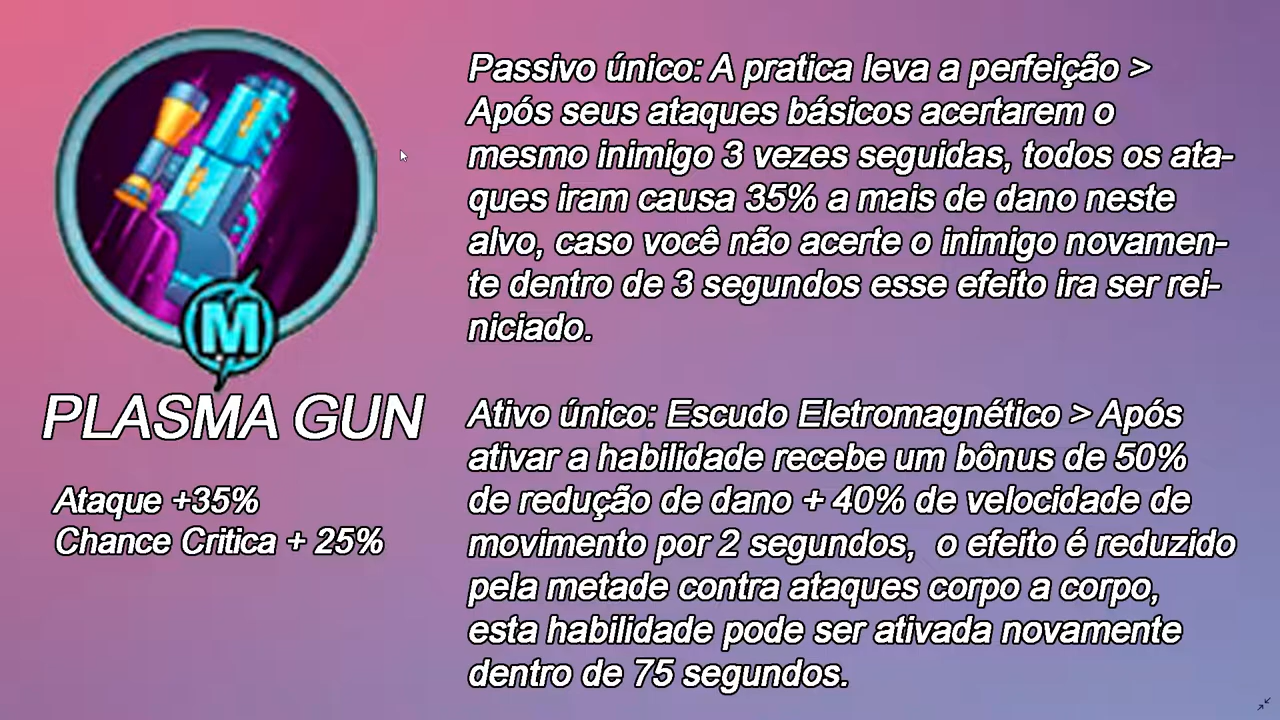 M
PLASMA GUN
Ataque +35%
Chance Critica + 25%
Passivo único: A pratica leva a perfeição >
Após seus ataques básicos acertarem o
mesmo inimigo 3 vezes seguidas, todos os ata-
ques iram causa 35% a mais de dano neste
alvo, caso você não acerte o inimigo novamen-
te dentro de 3 segundos esse efeito ira ser rei-
niciado.
Ativo único: Escudo Eletromagnético > Após
ativar a habilidade recebe um bônus de 50%
de redução de dano + 40% de velocidade de
movimento por 2 segundos,  o efeito é reduzido
pela metade contra ataques corpo a corpo,
esta habilidade pode ser ativada novamente
dentro de 75 segundos.